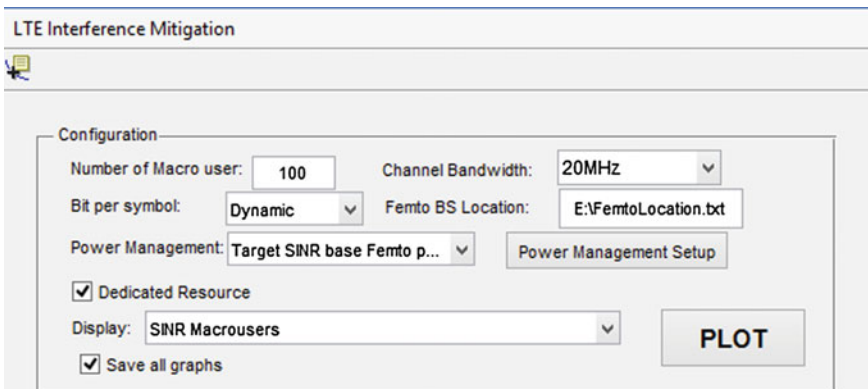 LTE Interference Mitigation
Configuration
Number of Macro user: 100 Channel Bandwidth: 20MHz
Bit per symbol: Dynamic Femto BS Location: E:\FemtoLocation.txt
Power Management: Target SINR base Femto p... Power Management Setup
Dedicated Resource
Display: SINR Macrousers PLOT
Save all graphs